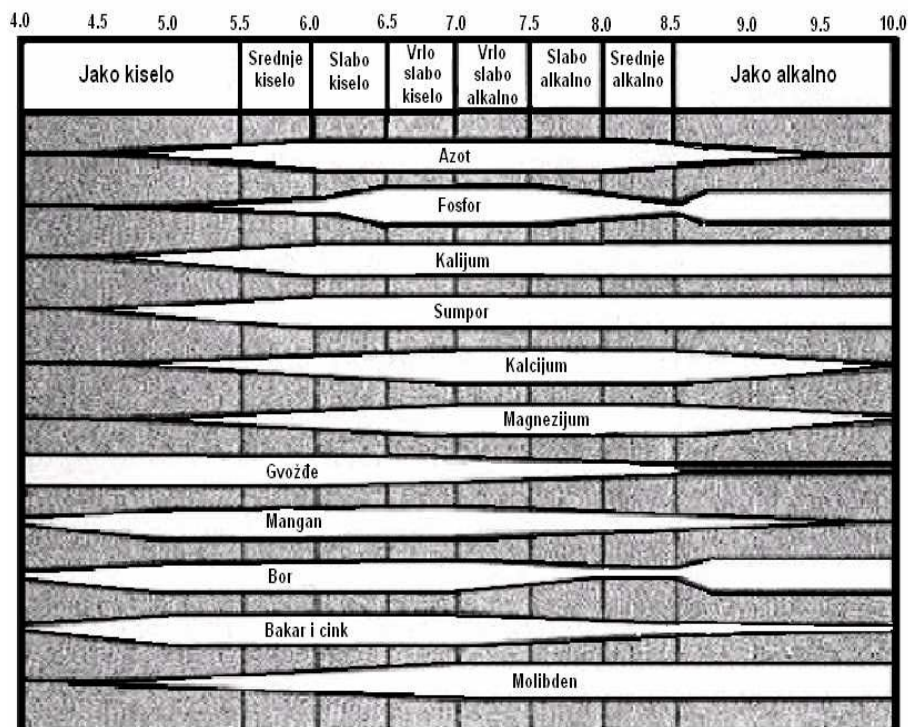 4.0 4.5 5.0 5.5 6.0 6.5 7.0 7.5 8.0 8.5 9.0 9.5 10.0
Jako kiselo
Srednje
kiselo
Slabo
kiselo
Vrlo
slabo
kiselo
Vrlo
slabo
alkalno
Slabo
alkalno
Srednje
alkalno
Jako alkalno
Azot
Fosfor
Kalijum
Sumpor
Kalcijum
Magnezijum
Gvožđe
Mangan
Bor
Bakar i cink
Molibden